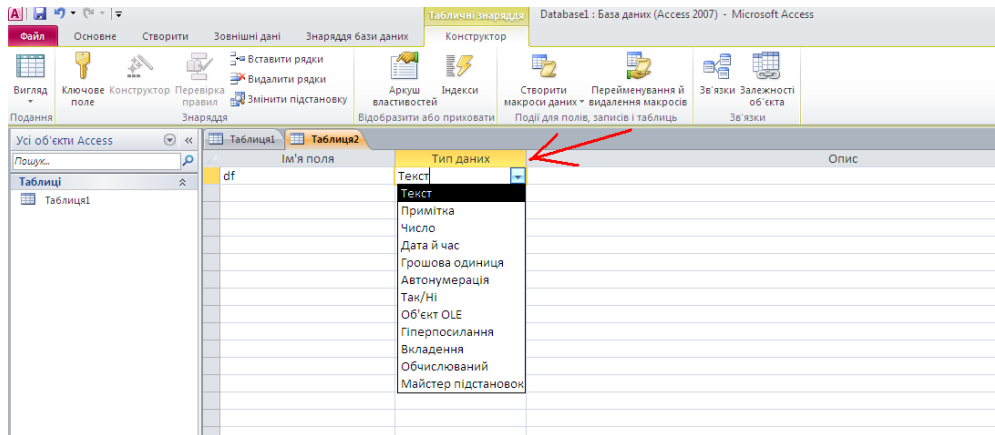 Табличні знаряддя
Database1 : База даних (Access 2007) - Microsoft Access
Файл Основне Створити Зовнішні дані Знаряддя бази даних Конструктор
Вигляд
Ключове поле
Конструктор
Перевірка правил
Вставити рядки
Видалити рядки
Змінити підстановку
Аркуш властивостей
Індекси
Створити макроси даних
Перейменування й видалення макросів
Зв'язки
Залежності об'єкта
Подання Знаряддя Відобразити або приховати Події для полів, записів і таблиць Зв'язки
Усі об'єкти Access «
Пошук...
Таблиці
Таблиця1
Таблиця1 Таблиця2
Ім'я поля Тип даних Опис
df Текст
Текст
Примітка
Число
Дата й час
Грошова одиниця
Автонумерація
Так/Ні
Об'єкт OLE
Гіперпосилання
Вкладення
Обчислюваний
Майстер підстановок